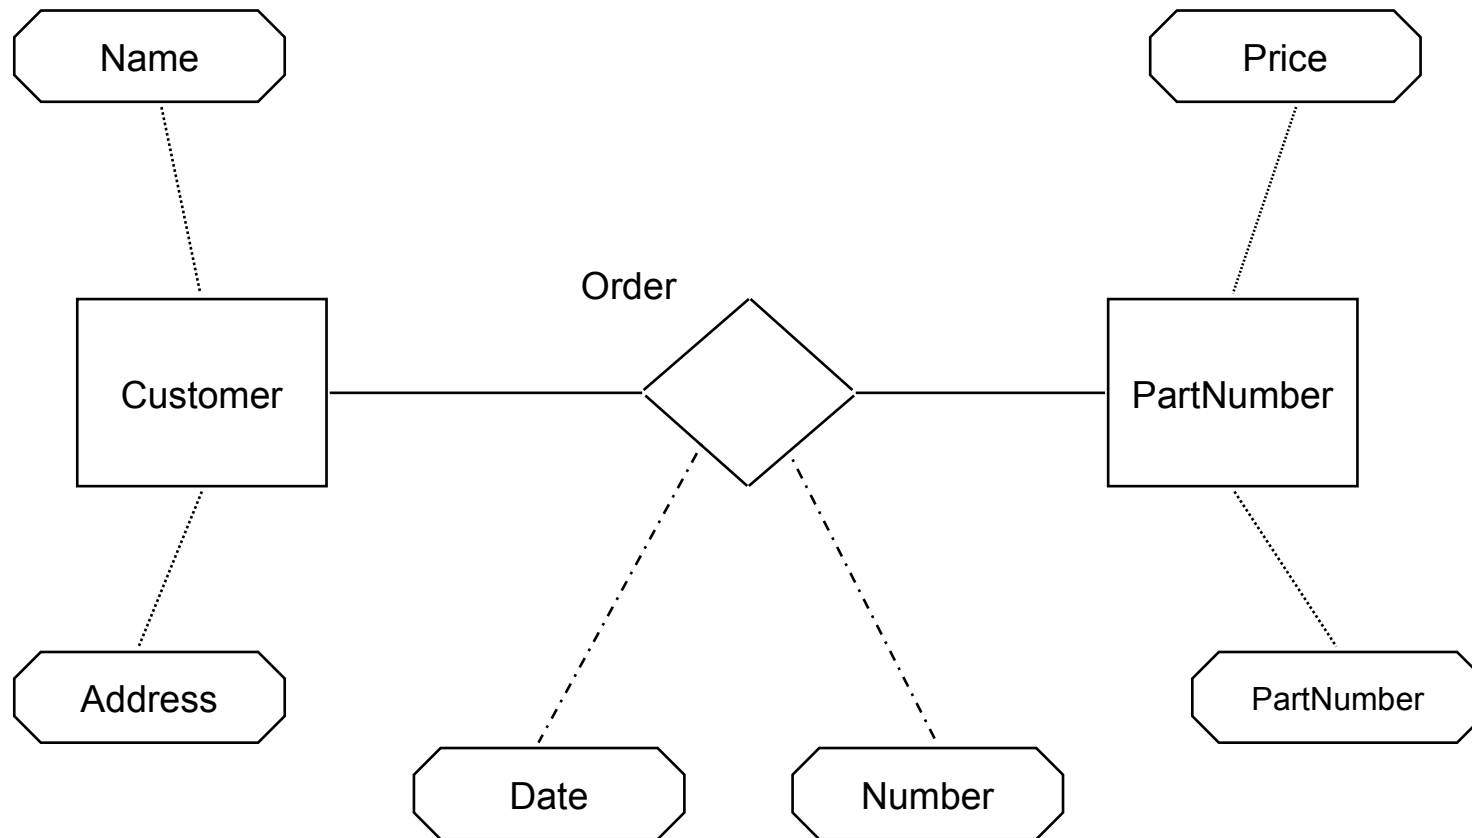 Name
Price
Order
Customer
PartNumber
Address
PartNumber
Date
Number